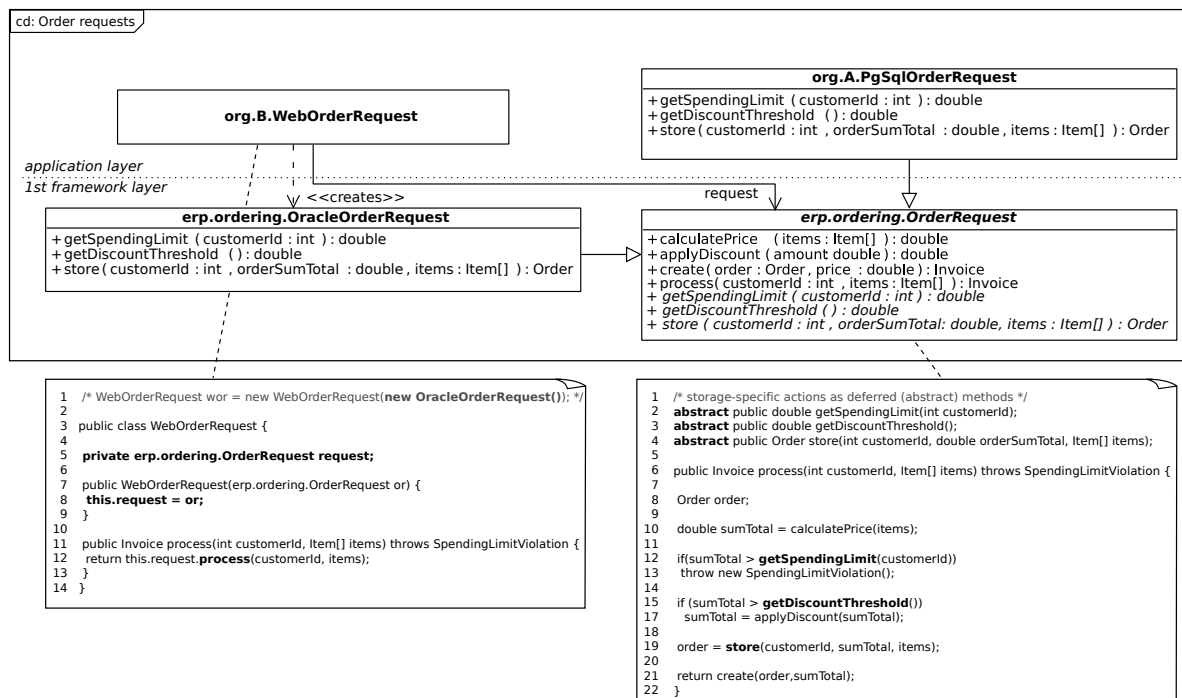 cd: Order requests
org.B.WebOrderRequest
org.A.PgSqlOrderRequest
+ getSpendingLimit ( customerId : int ) : double
+ getDiscountThreshold () : double
+ store ( customerId : int , orderSumTotal : double , items : Item[] ) : Order
application layer
1st framework layer
<<creates>>
request
erp.ordering.OracleOrderRequest
+ getSpendingLimit ( customerId : int ) : double
+ getDiscountThreshold () : double
+ store ( customerId : int , orderSumTotal : double , items : Item[] ) : Order
erp.ordering.OrderRequest
+ calculatePrice ( items : Item[] ) : double
+ applyDiscount ( amount double ) : double
+ create ( order : Order , price : double ) : Invoice
+ process ( customerId : int , items : Item[] ) : Invoice
+ getSpendingLimit ( customerId : int ) : double
+ getDiscountThreshold ( ) : double
+ store ( customerId : int , orderSumTotal: double, items : Item[] ) : Order
1 /* WebOrderRequest wor = new WebOrderRequest(new OracleOrderRequest()); */
2
3 public class WebOrderRequest {
4
5 private erp.ordering.OrderRequest request;
6
7 public WebOrderRequest(erp.ordering.OrderRequest or) {
8 this.request = or;
9 }
10
11 public Invoice process(int customerId, Item[] items) throws SpendingLimitViolation {
12 return this.request.process(customerId, items);
13 }
14 }
1 /* storage-specific actions as deferred (abstract) methods */
2 abstract public double getSpendingLimit(int customerId);
3 abstract public double getDiscountThreshold();
4 abstract public Order store(int customerId, double orderSumTotal, Item[] items);
5
6 public Invoice process(int customerId, Item[] items) throws SpendingLimitViolation {
7
8 Order order;
9
10 double sumTotal = calculatePrice(items);
11
12 if(sumTotal > getSpendingLimit(customerId))
13 throw new SpendingLimitViolation();
14
15 if (sumTotal > getDiscountThreshold())
17 sumTotal = applyDiscount(sumTotal);
18
19 order = store(customerId, sumTotal, items);
20
21 return create(order,sumTotal);
22 }